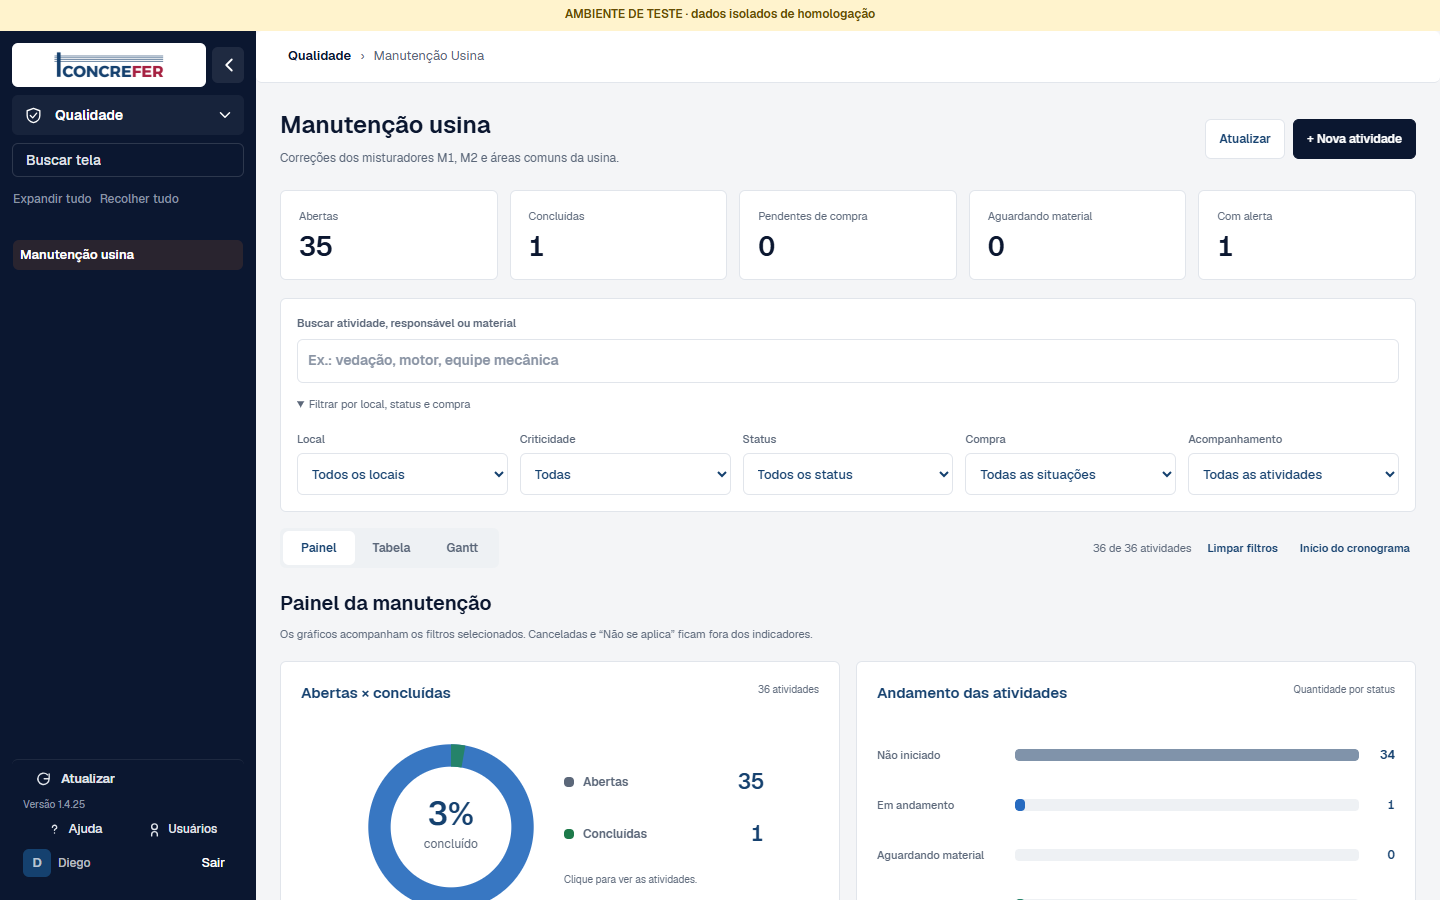 AMBIENTE DE TESTE · dados isolados de homologação
CONCREFER
Qualidade
Buscar tela
Expandir tudo Recolher tudo
Manutenção usina
Atualizar
Versão 1.4.25
? Ajuda Usuários
D Diego Sair
Qualidade › Manutenção Usina
Manutenção usina
Correções dos misturadores M1, M2 e áreas comuns da usina.
Atualizar + Nova atividade
Abertas
35
Concluidas
1
Pendentes de compra
0
Aguardando material
0
Com alerta
1
Buscar atividade, responsável ou material
Ex.: vedação, motor, equipe mecânica
▼ Filtrar por local, status e compra
Local Criticidade Status Compra Acompanhamento
Todos os locais Todas Todos os status Todas as situações Todas as atividades
Painel Tabela Gantt
36 de 36 atividades Limpar filtros Início do cronograma
Painel da manutenção
Os gráficos acompanham os filtros selecionados. Canceladas e “Não se aplica” ficam fora dos indicadores.
Abertas × concluídas 36 atividades
3%
concluído
Abertas 35
Concluídas 1
Clique para ver as atividades.
Andamento das atividades Quantidade por status
Não iniciado 34
Em andamento 1
Aguardando material 0